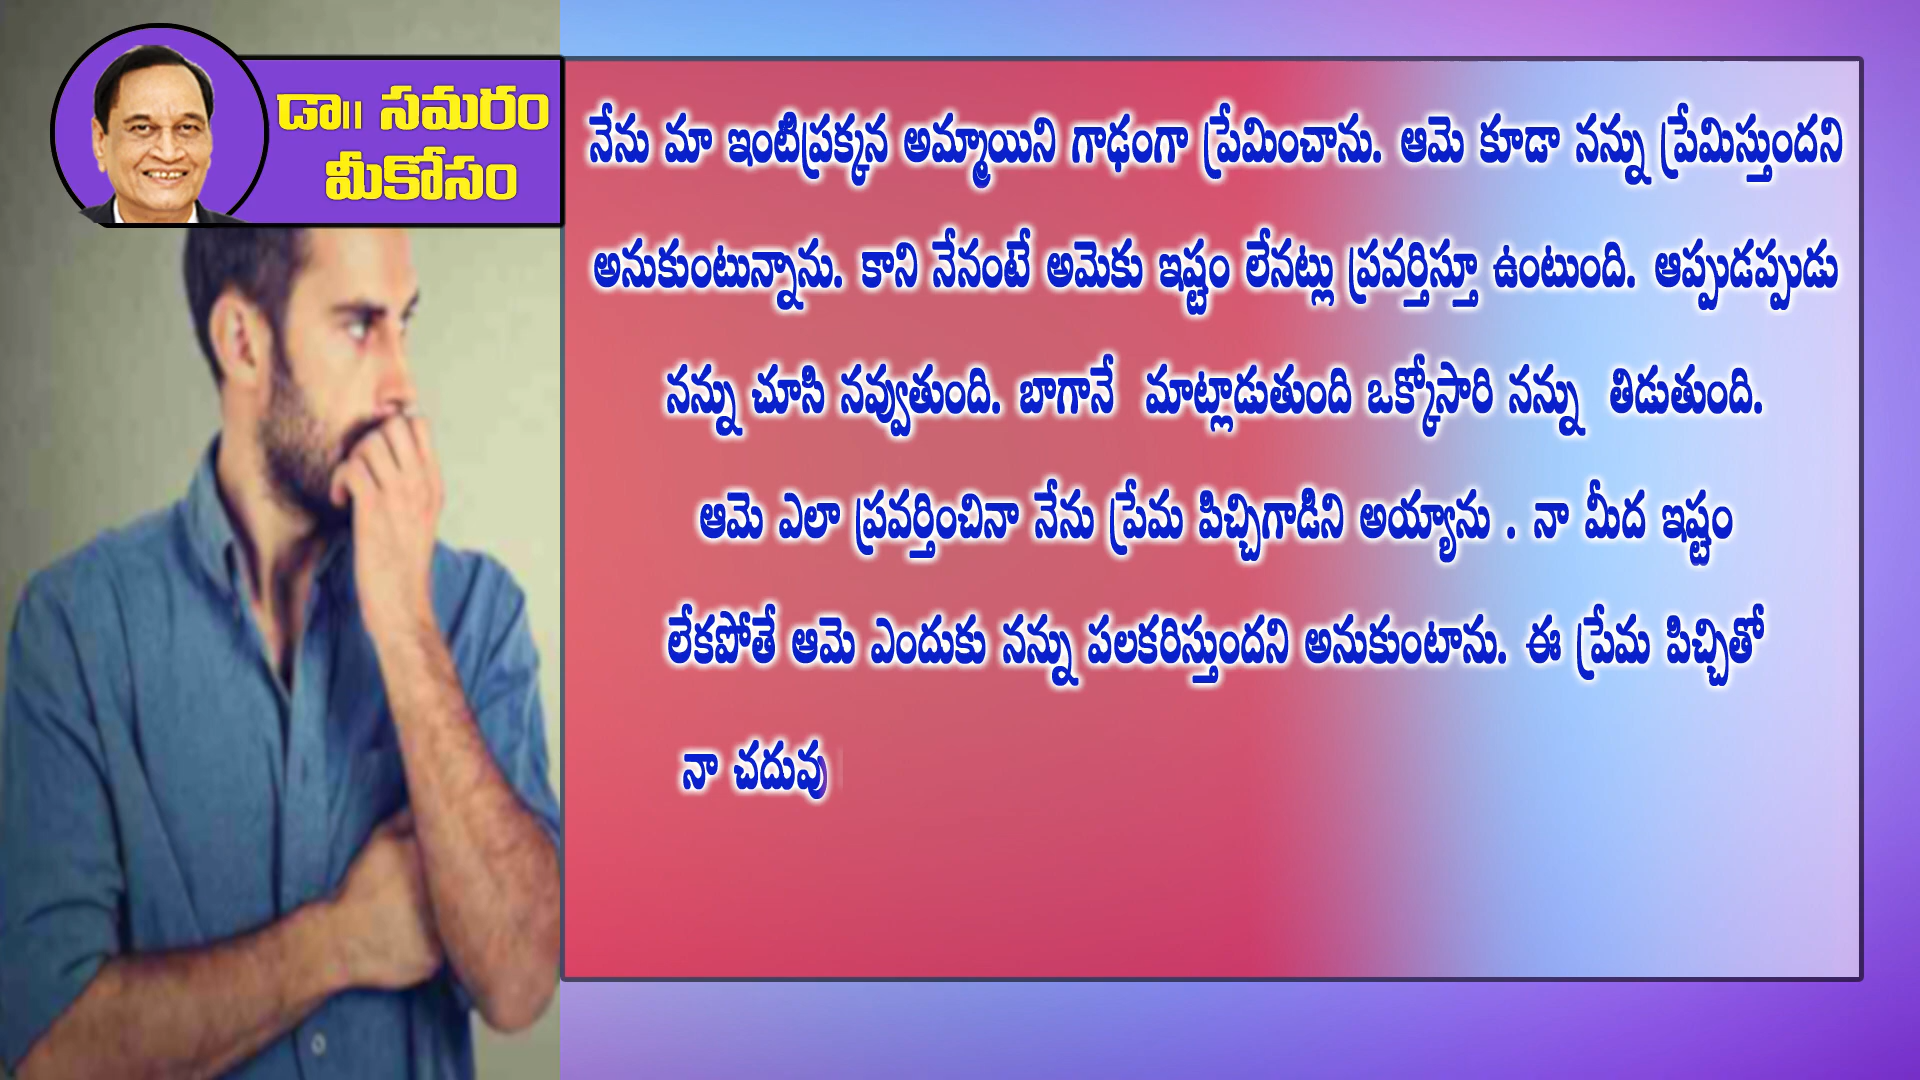 డా॥ సమరం
మీకోసం
నేను మా ఇంటిప్రక్కన అమ్మాయిని గాఢంగా ప్రేమించాను. ఆమె కూడా నన్ను ప్రేమిస్తుందని
అనుకుంటున్నాను. కాని నేనంటే అమెకు ఇష్టం లేనట్లు ప్రవర్తిస్తూ ఉంటుంది. ఆప్పుడప్పుడు
నన్ను చూసి నవ్వుతుంది. బాగానే మాట్లాడుతుంది ఒక్కోసారి నన్ను తిడుతుంది.
ఆమె ఎలా ప్రవర్తించినా నేను ప్రేమ పిచ్చిగాడిని అయ్యాను . నా మీద ఇష్టం
లేకపోతే ఆమె ఎందుకు నన్ను పలకరిస్తుందని అనుకుంటాను. ఈ ప్రేమ పిచ్చితో
నా చదువు